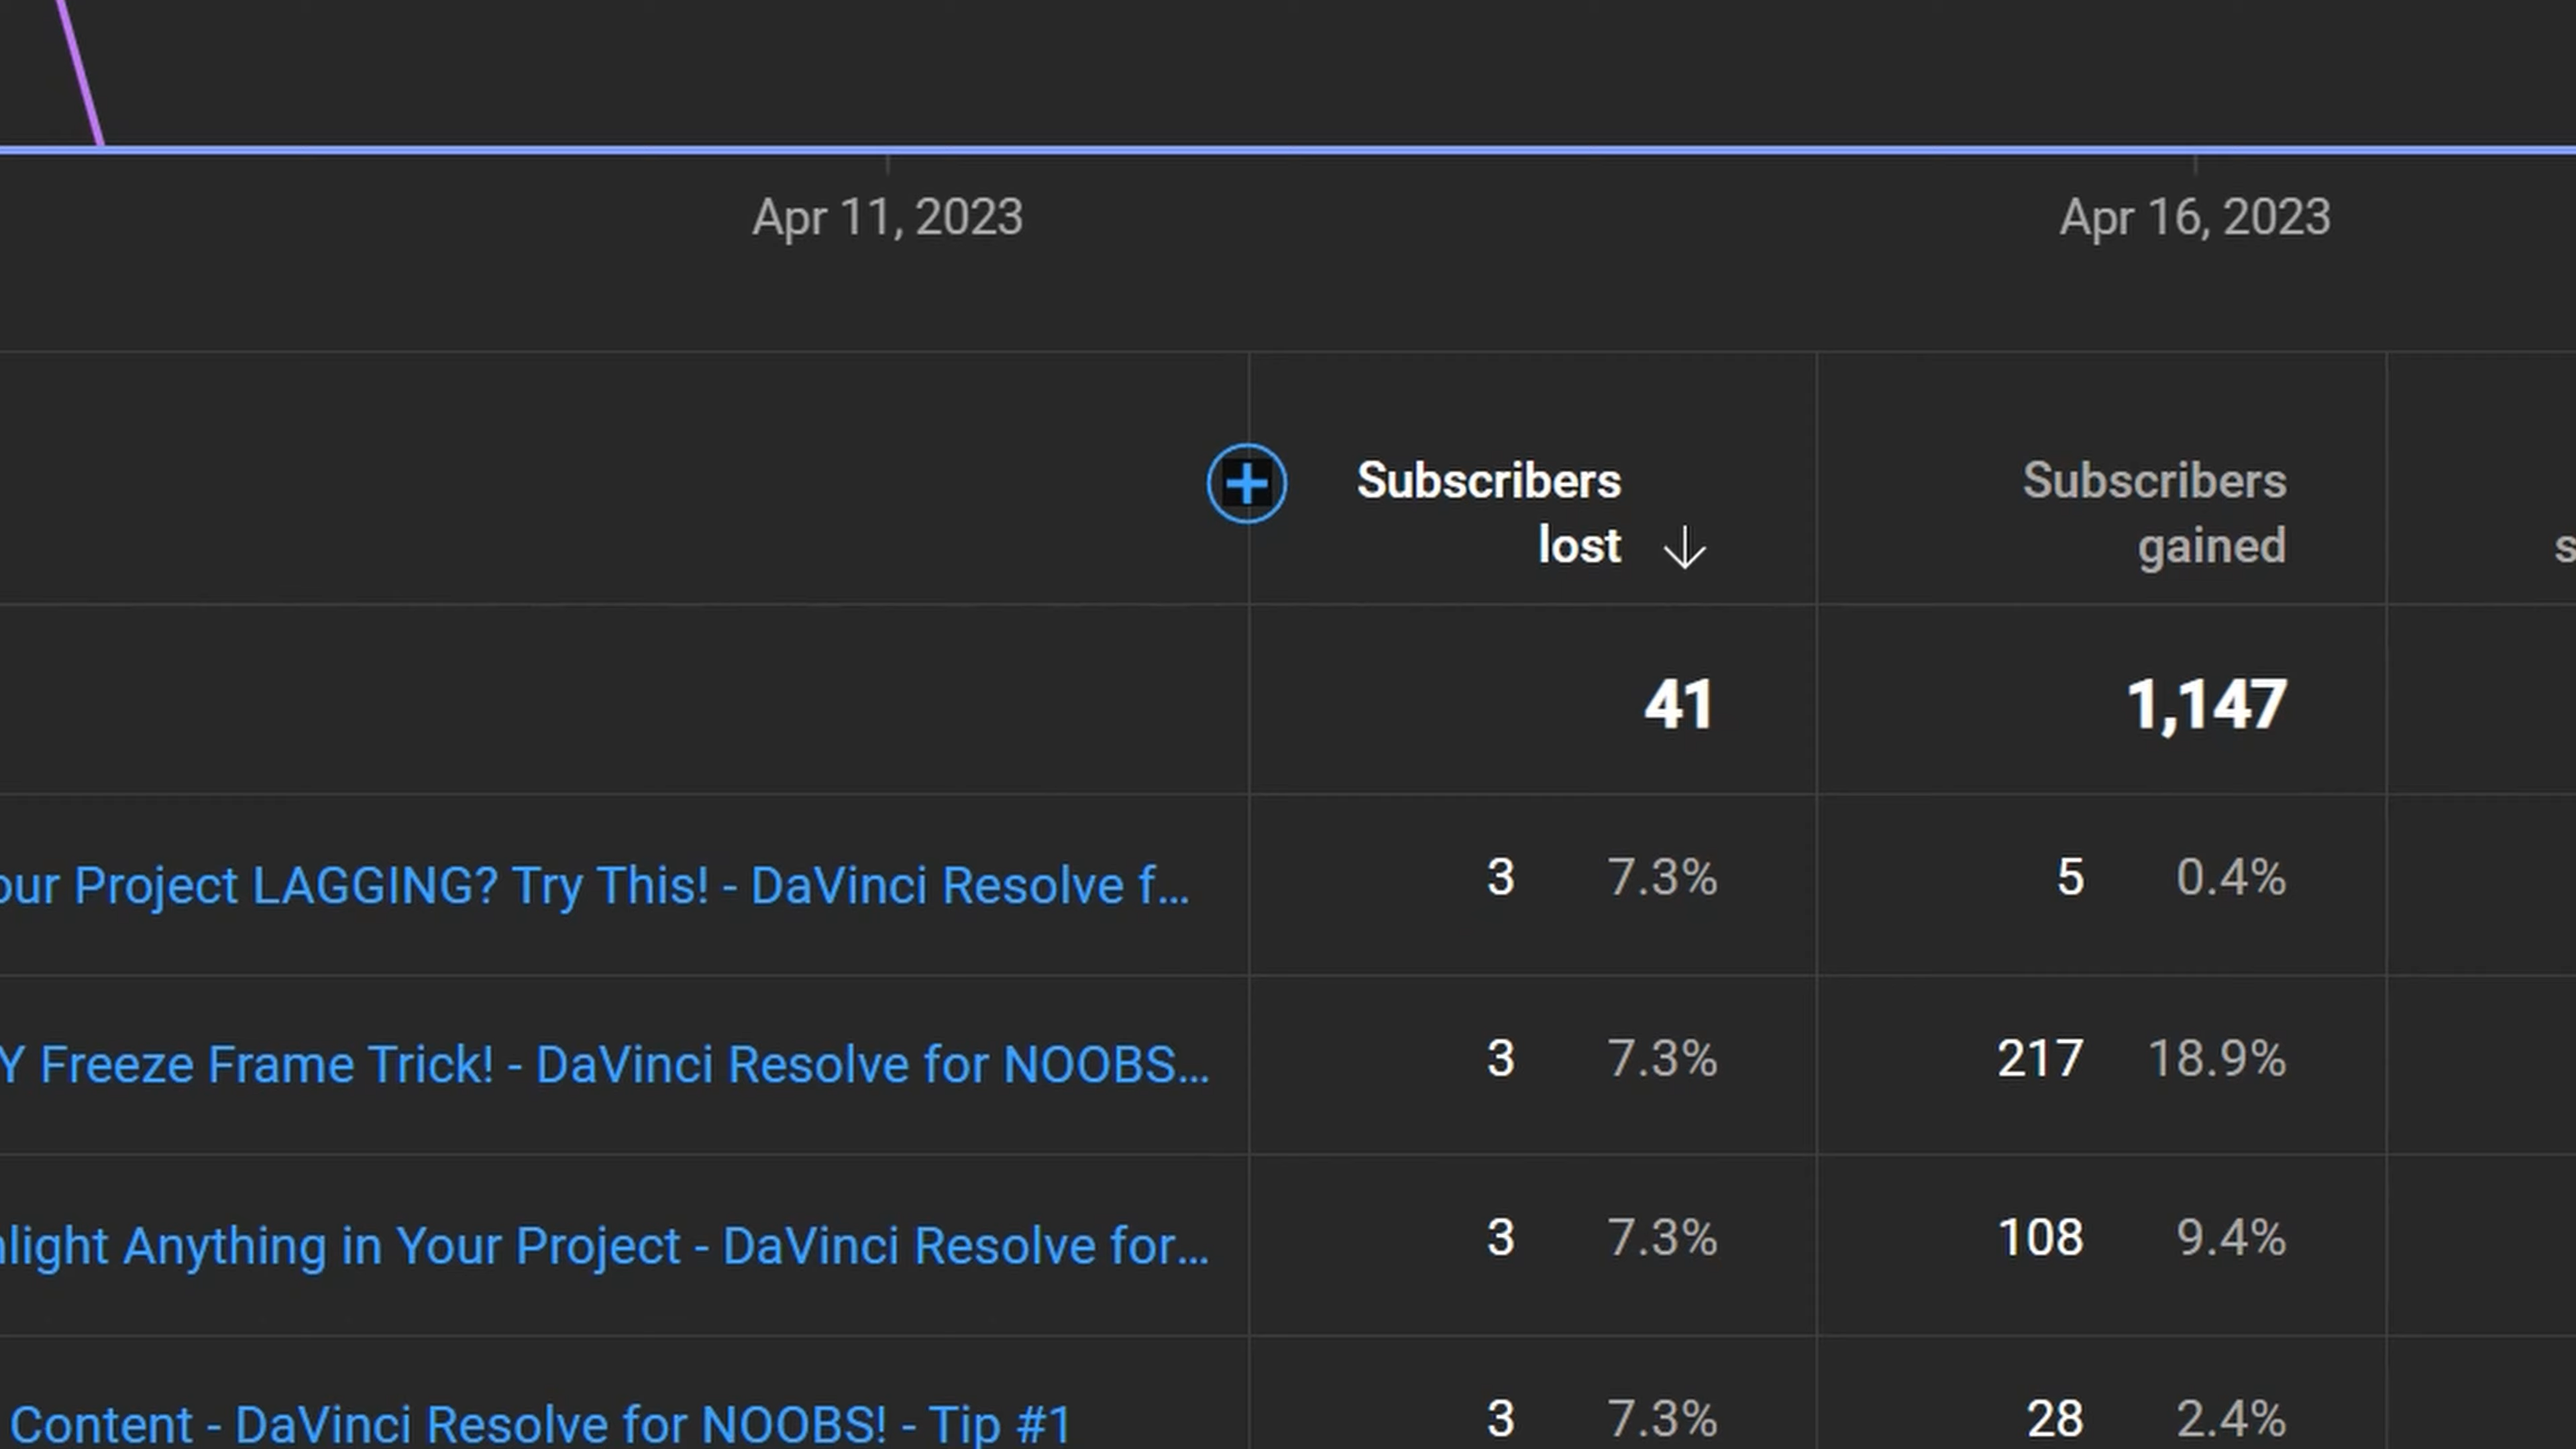 Apr 11, 2023 Apr 16, 2023
Subscribers Subscribers
lost gained
41 1,147
our Project LAGGING? Try This! - DaVinci Resolve f... 3 7.3% 5 0.4%
Y Freeze Frame Trick! - DaVinci Resolve for NOOBS... 3 7.3% 217 18.9%
light Anything in Your Project - DaVinci Resolve for... 3 7.3% 108 9.4%
Content - DaVinci Resolve for NOOBS! - Tip #1 3 7.3% 28 2.4%